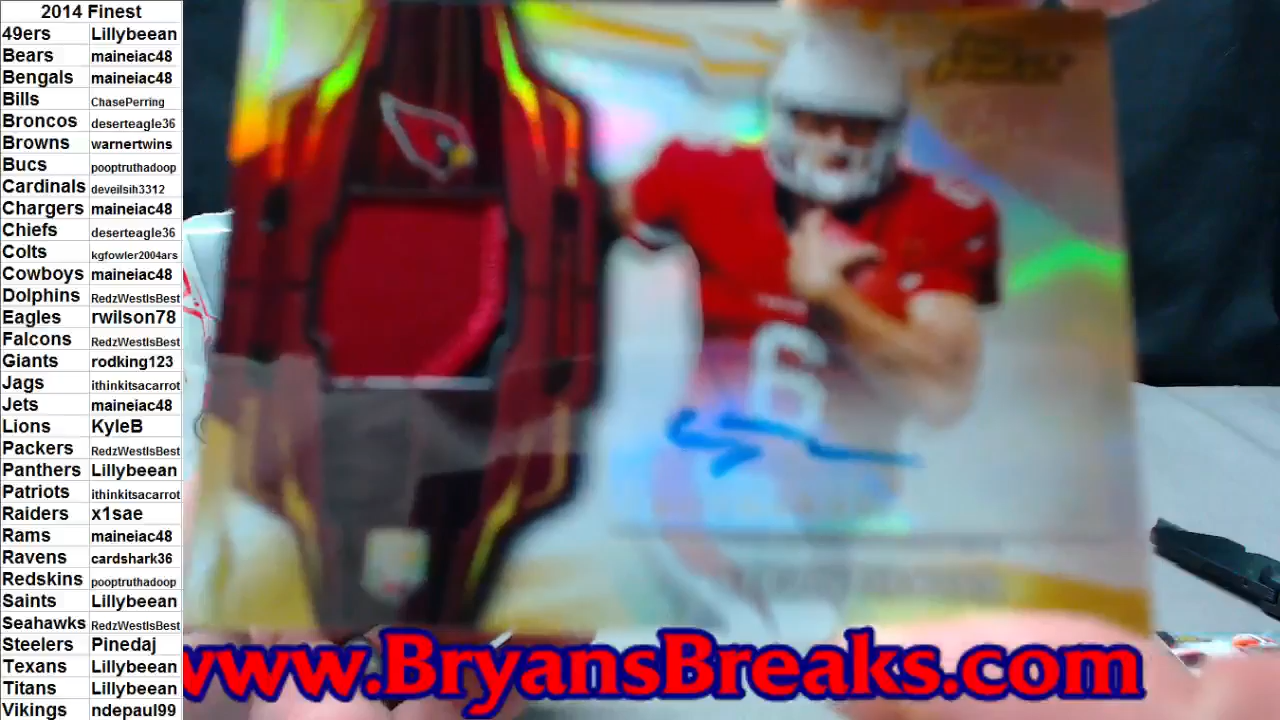 2014 Finest
49ers Lillybeean
Bears maineiac48
Bengals maineiac48
Bills ChasePerring
Broncos deserteagle36
Browns warnertwins
Bucs pooptruthadoop
Cardinals deveilsih3312
Chargers maineiac48
Chiefs deserteagle36
Colts kgfowler2004ars
Cowboys maineiac48
Dolphins RedzWestIsBest
Eagles rwilson78
Falcons RedzWestIsBest
Giants rodking123
Jags ithinkitsacarrot
Jets maineiac48
Lions KyleB
Packers RedzWestIsBest
Panthers Lillybeean
Patriots ithinkitsacarrot
Raiders x1sae
Rams maineiac48
Ravens cardshark36
Redskins pooptruthadoop
Saints Lillybeean
Seahawks RedzWestIsBest
Steelers Pinedaj
Texans Lillybeean
Titans Lillybeean
Vikings ndepaul99
6
6
www.BryansBreaks.com